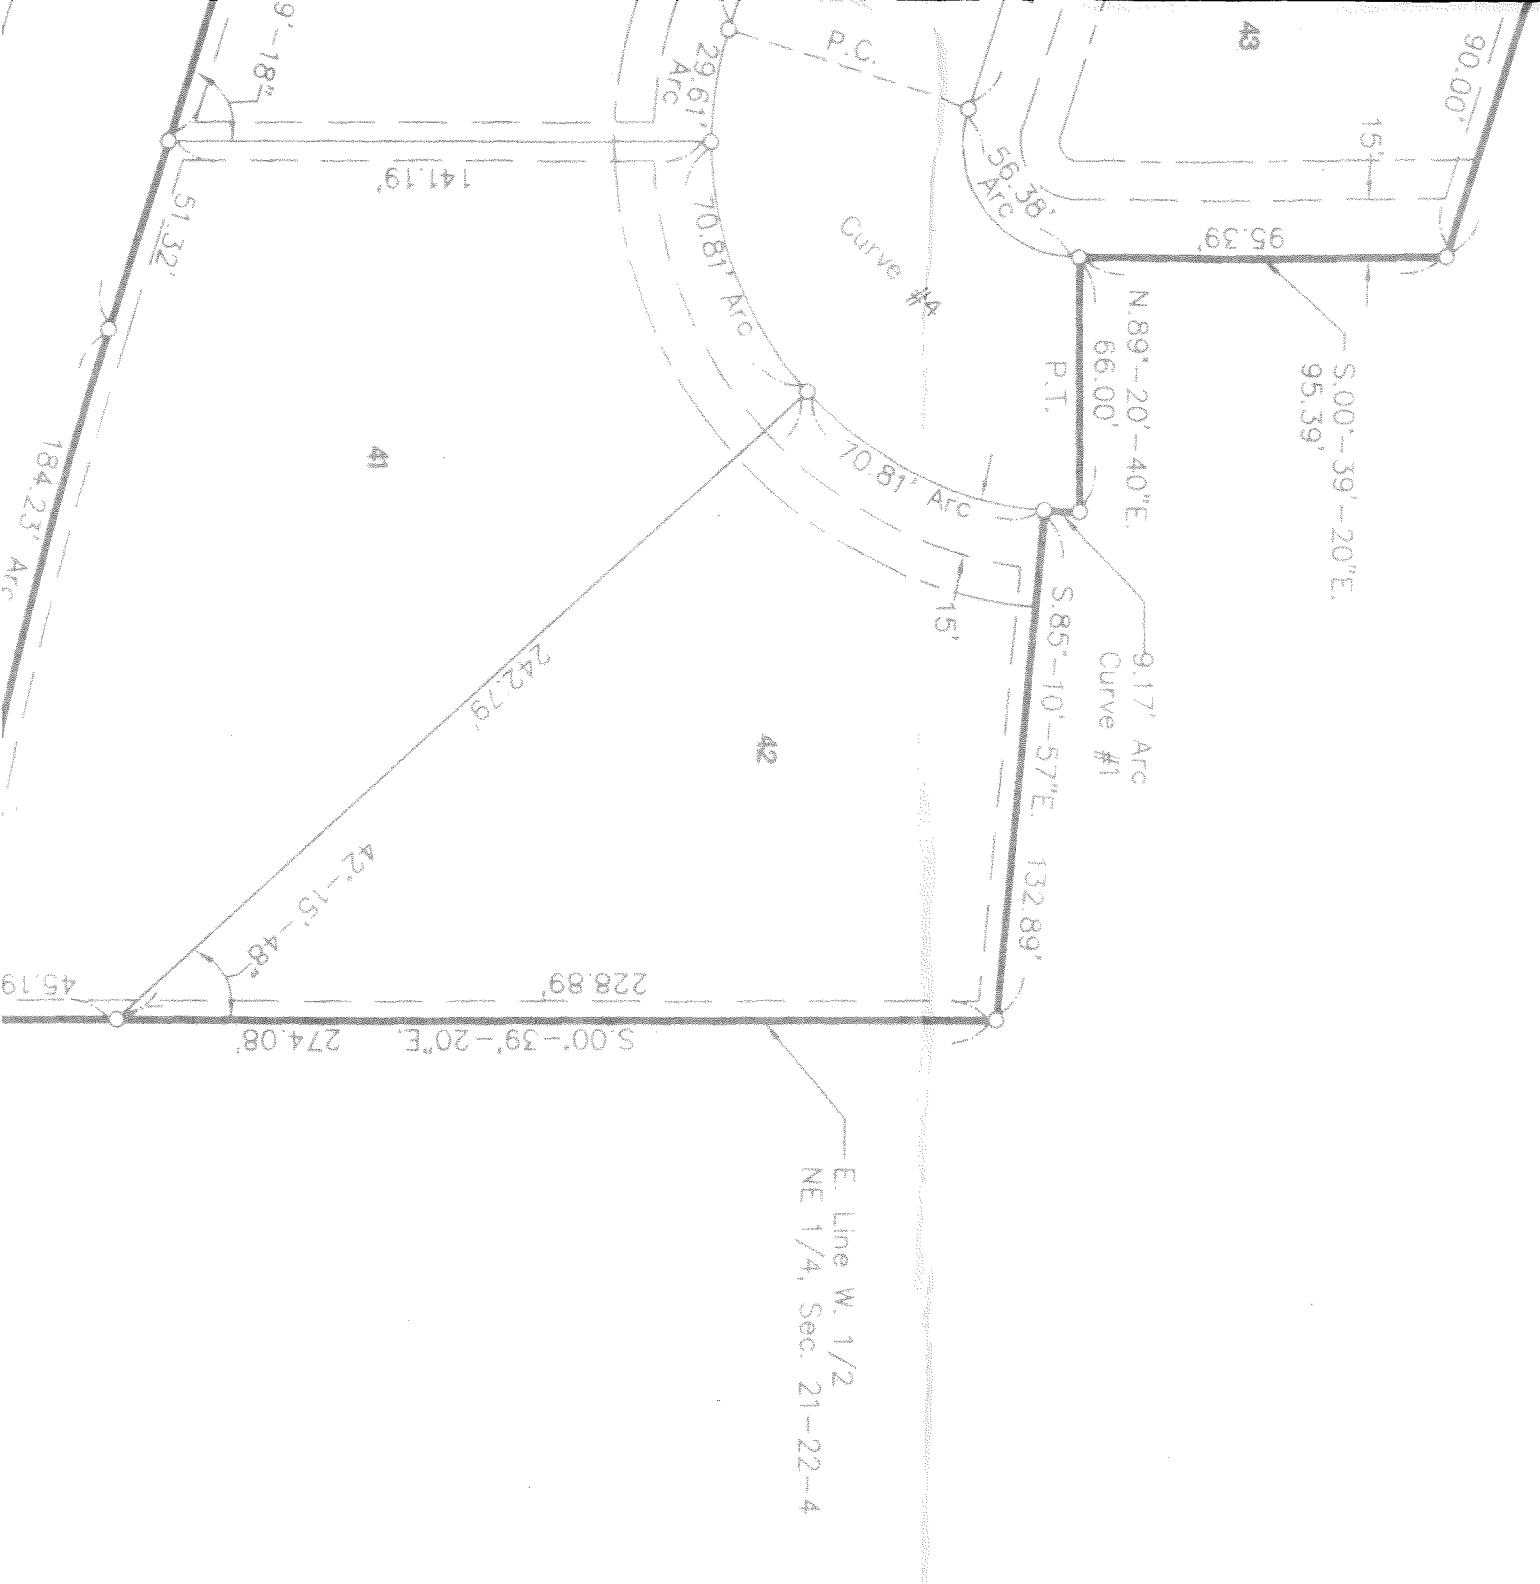 43
90.00'
15'
95.39'
S.00°-39'-20"E.
95.39'
N.89°-20'-40"E.
66.00'
P.T.
P.C.
56.38'
Arc
Curve #4
29.61'
Arc
9'-18"
141.19'
51.32'
70.81' Arc
70.81' Arc
15'
41
184.23' Arc
9.17' Arc
Curve #1
S.85°-10'-57"E. 132.89'
242.79'
42
42°-15'-48"
45.19
228.89'
S.00°-39'-20"E. 274.08'
E. Line W. 1/2
NE 1/4, Sec. 21-22-4